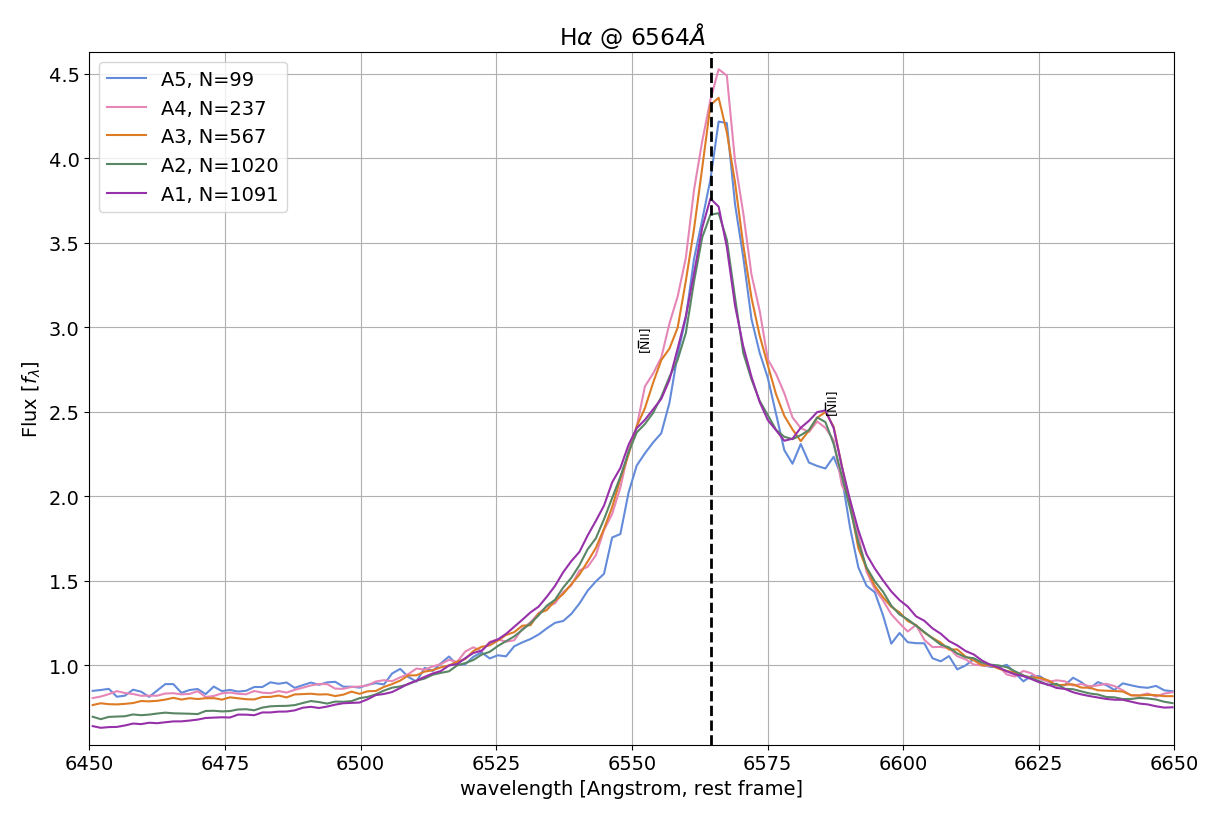 Hα @ 6564Å
A5, N=99
A4, N=237
A3, N=567
A2, N=1020
A1, N=1091
[NII]
[NII]
Flux [fλ]
4.5
4.0
3.5
3.0
2.5
2.0
1.5
1.0
6450 6475 6500 6525 6550 6575 6600 6625 6650
wavelength [Angstrom, rest frame]